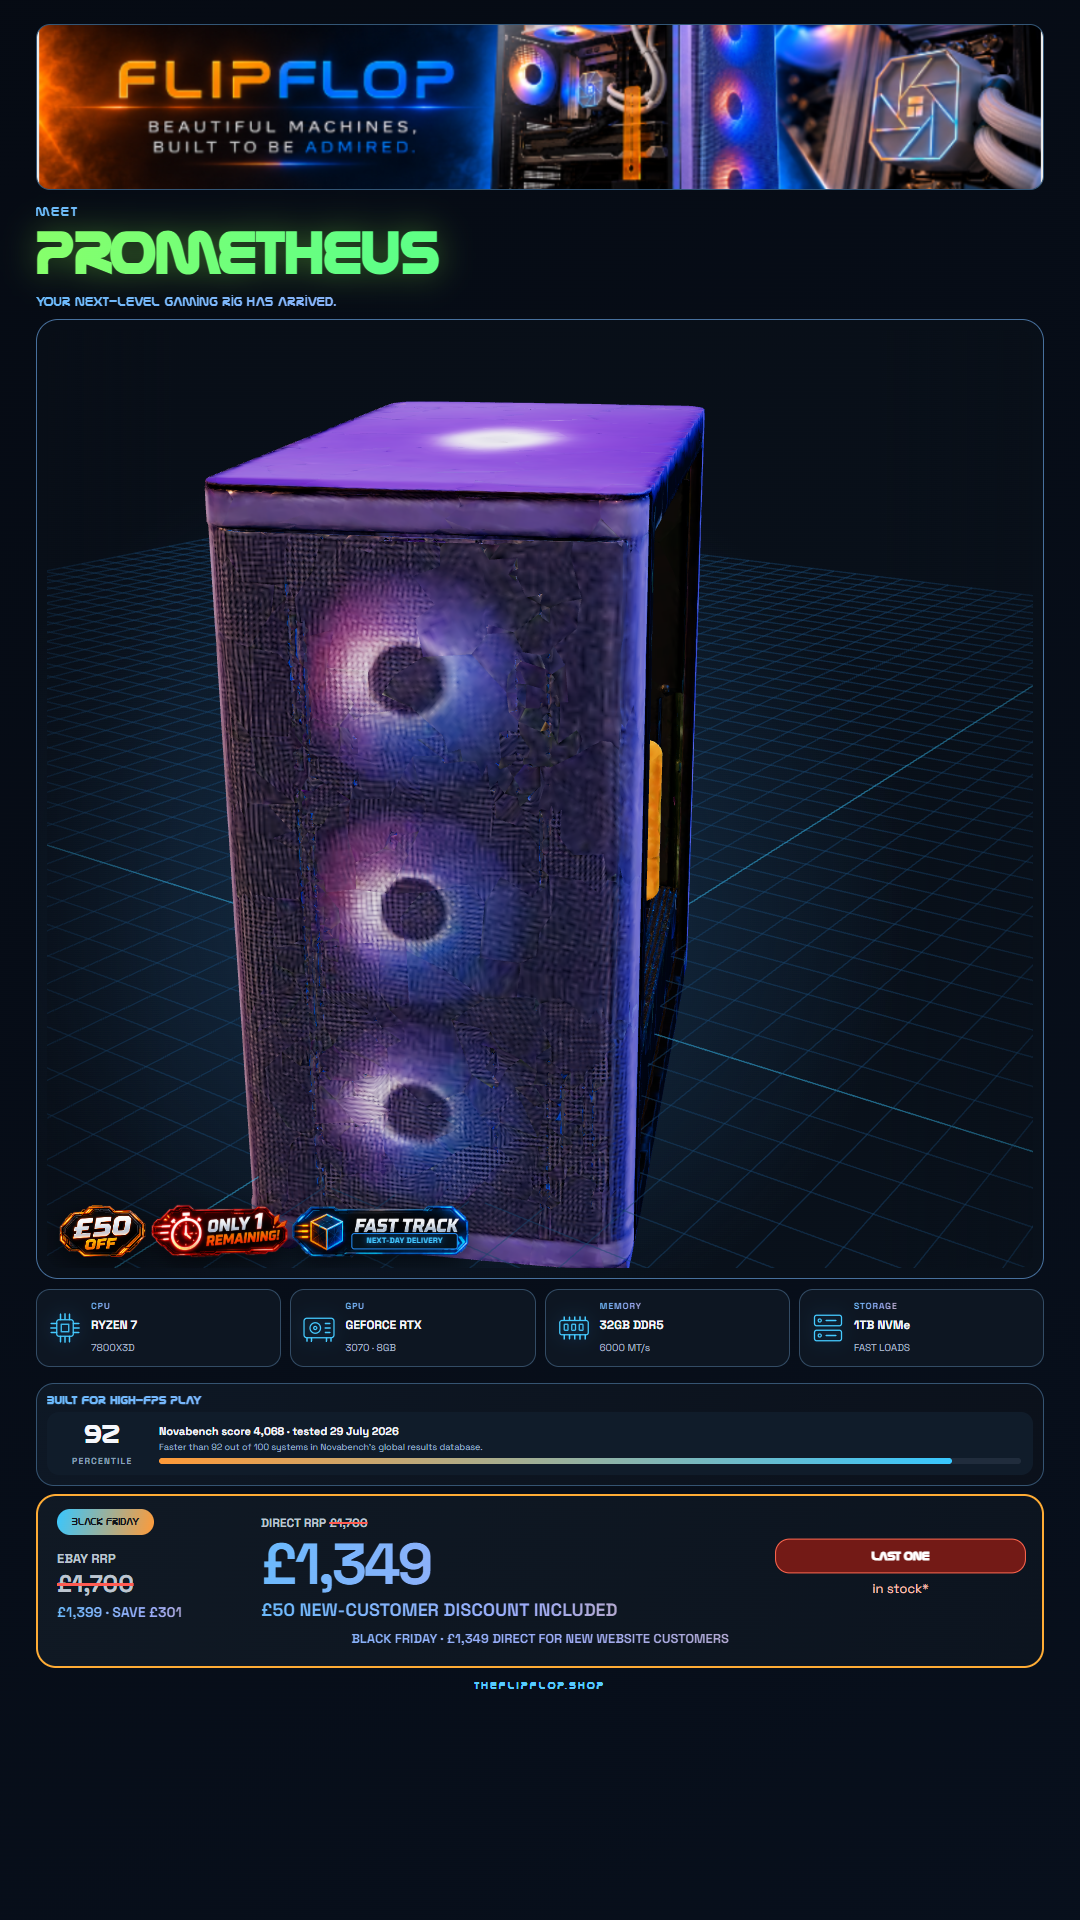 FLIPFLOP
BEAUTIFUL MACHINES,
BUILT TO BE ADMIRED.
MEET
PROMETHEUS
YOUR NEXT-LEVEL GAMING RIG HAS ARRIVED.
£50 OFF
ONLY 1 REMAINING!
FAST TRACK
NEXT-DAY DELIVERY
CPU
RYZEN 7
7800X3D
GPU
GEFORCE RTX
3070 · 8GB
MEMORY
32GB DDR5
6000 MT/s
STORAGE
1TB NVMe
FAST LOADS
BUILT FOR HIGH-FPS PLAY
92
PERCENTILE
Novabench score 4,068 · tested 29 July 2026
Faster than 92 out of 100 systems in Novabench's global results database.
BLACK FRIDAY
EBAY RRP
£1,700
£1,399 · SAVE £301
DIRECT RRP £1,700
£1,349
£50 NEW-CUSTOMER DISCOUNT INCLUDED
BLACK FRIDAY · £1,349 DIRECT FOR NEW WEBSITE CUSTOMERS
LAST ONE
in stock*
THEFLIPFLOP.SHOP